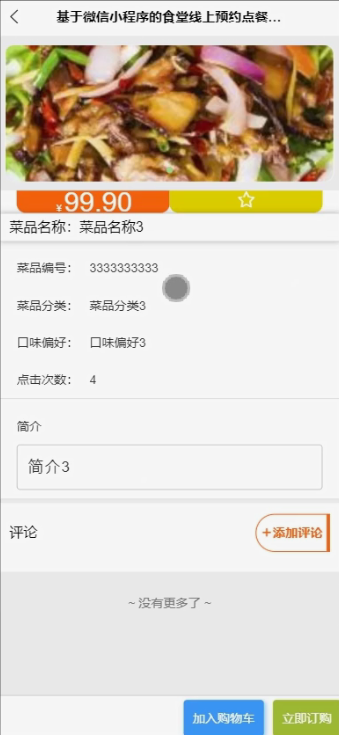 基于微信小程序的食堂线上预约点餐...
¥99.90
菜品名称：菜品名称3
菜品编号： 3333333333
菜品分类： 菜品分类3
口味偏好： 口味偏好3
点击次数： 4
简介
简介3
评论
+添加评论
~ 没有更多了 ~
加入购物车 立即订购